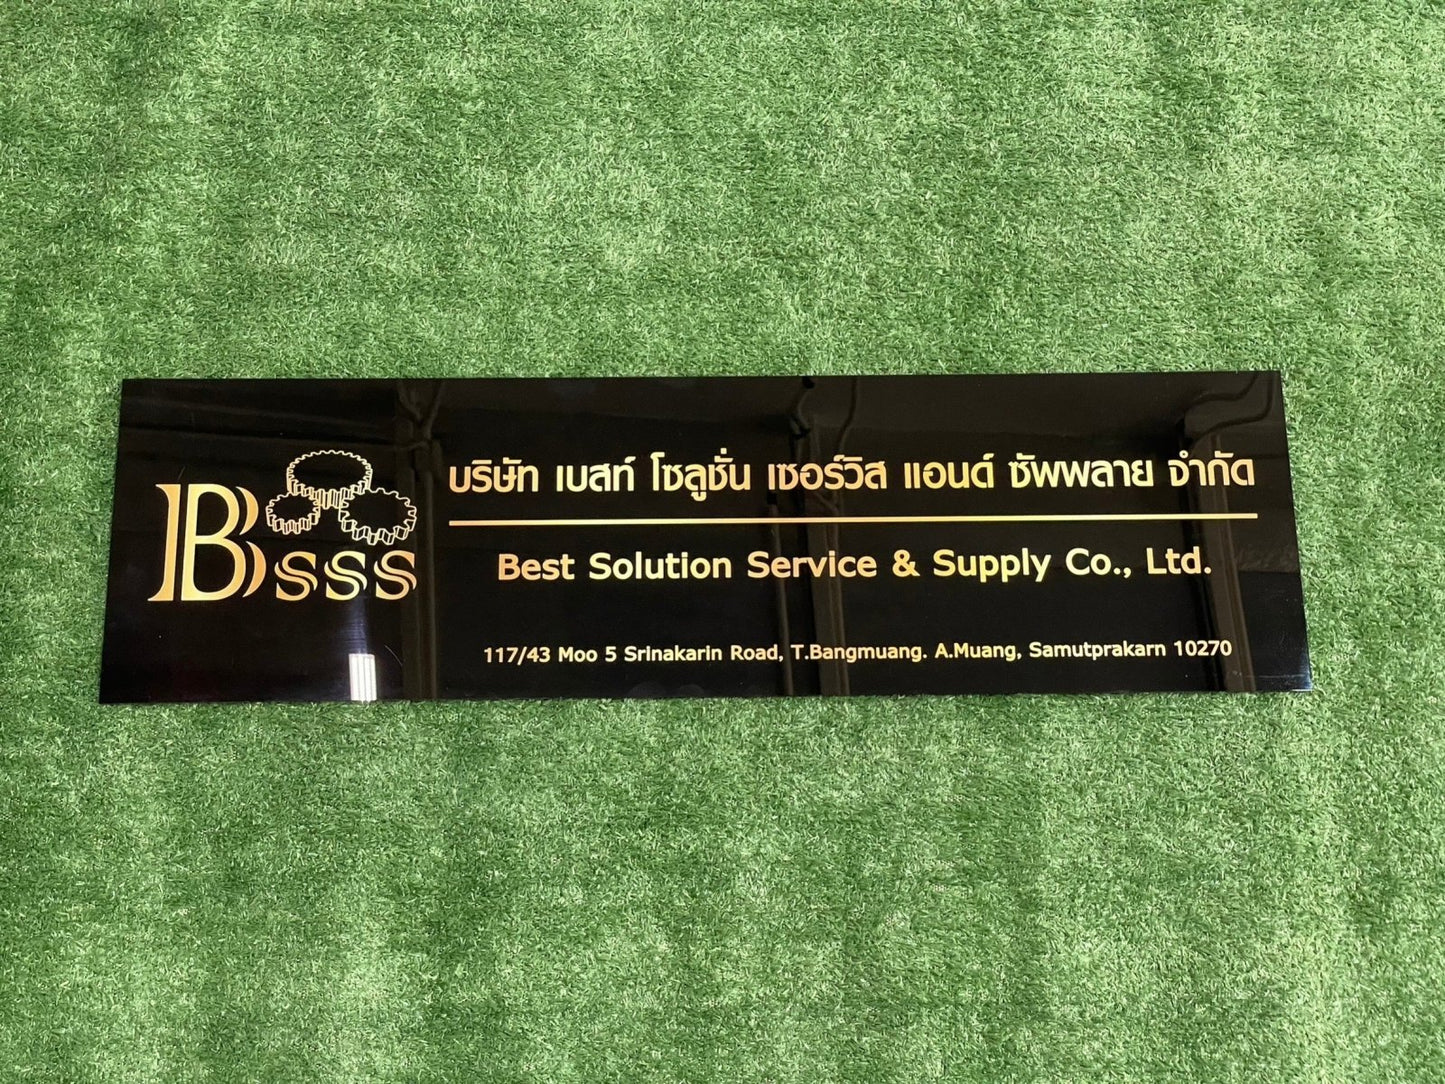 Bsss
บริษัท เบสท์ โซลูชั่น เซอร์วิส แอนด์ ซัพพลาย จำกัด
Best Solution Service & Supply Co., Ltd.
117/43 Moo 5 Srinakarin Road, T.Bangmuang. A.Muang, Samutprakarn 10270